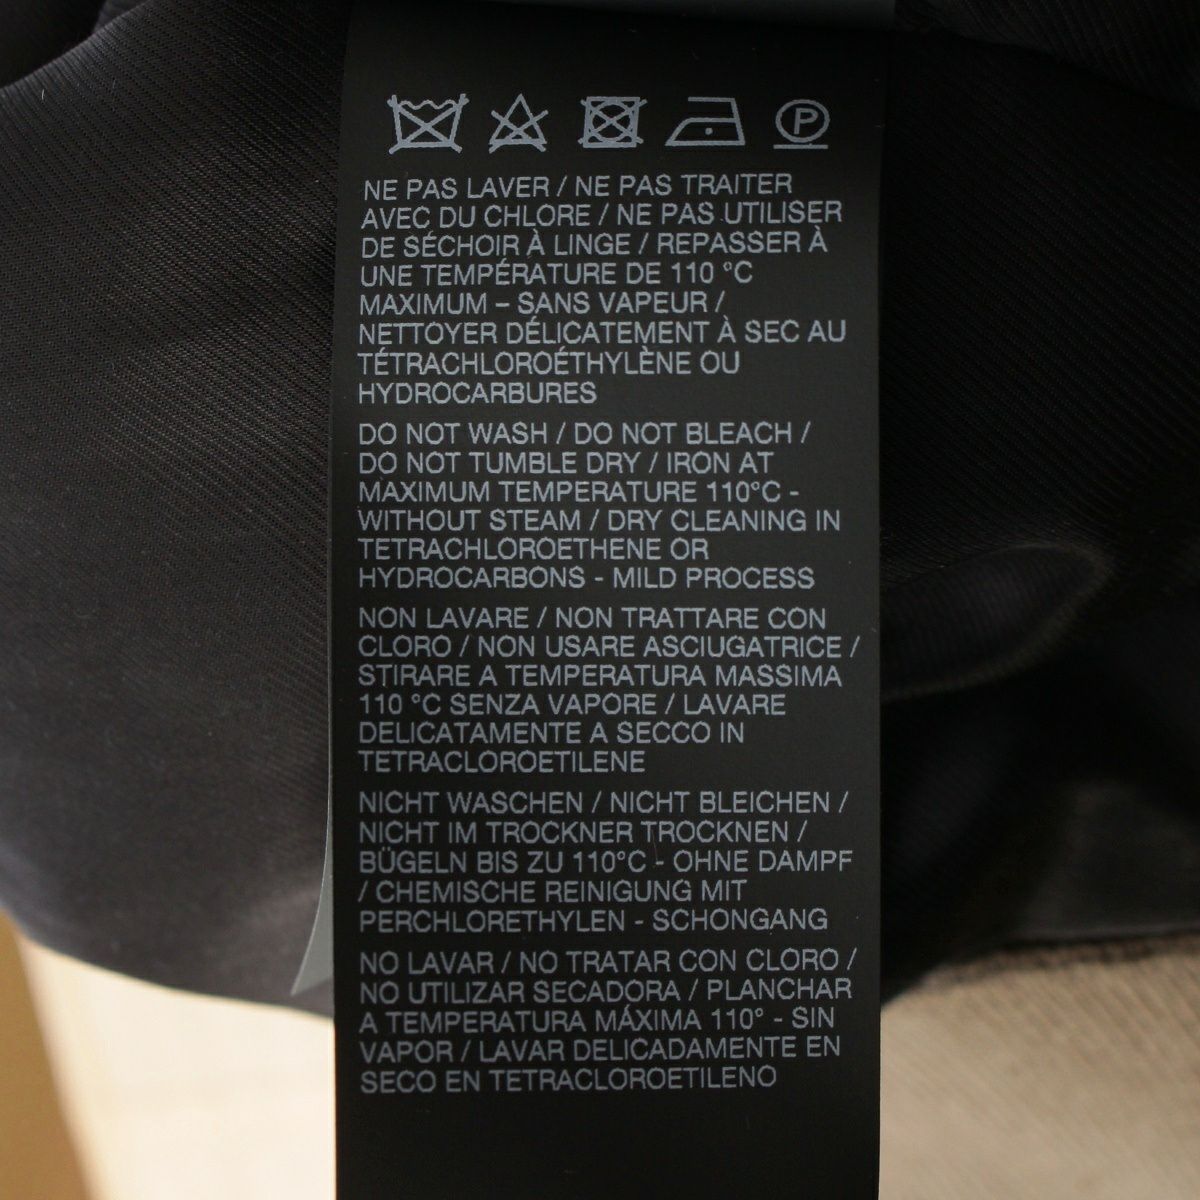 P
NE PAS LAVER / NE PAS TRAITER
AVEC DU CHLORE / NE PAS UTILISER
DE SÉCHOIR À LINGE / REPASSER À
UNE TEMPÉRATURE DE 110 °C
MAXIMUM – SANS VAPEUR /
NETTOYER DÉLICATEMENT À SEC AU
TÉTRACHLOROÉTHYLÈNE OU
HYDROCARBURES
DO NOT WASH / DO NOT BLEACH /
DO NOT TUMBLE DRY / IRON AT
MAXIMUM TEMPERATURE 110°C -
WITHOUT STEAM / DRY CLEANING IN
TETRACHLOROETHENE OR
HYDROCARBONS - MILD PROCESS
NON LAVARE / NON TRATTARE CON
CLORO / NON USARE ASCIUGATRICE /
STIRARE A TEMPERATURA MASSIMA
110 °C SENZA VAPORE / LAVARE
DELICATAMENTE A SECCO IN
TETRACLOROETILENE
NICHT WASCHEN / NICHT BLEICHEN /
NICHT IM TROCKNER TROCKNEN /
BÜGELN BIS ZU 110°C - OHNE DAMPF
/ CHEMISCHE REINIGUNG MIT
PERCHLORETHYLEN - SCHONGANG
NO LAVAR / NO TRATAR CON CLORO /
NO UTILIZAR SECADORA / PLANCHAR
A TEMPERATURA MÁXIMA 110° - SIN
VAPOR / LAVAR DELICADAMENTE EN
SECO EN TETRACLOROETILENO